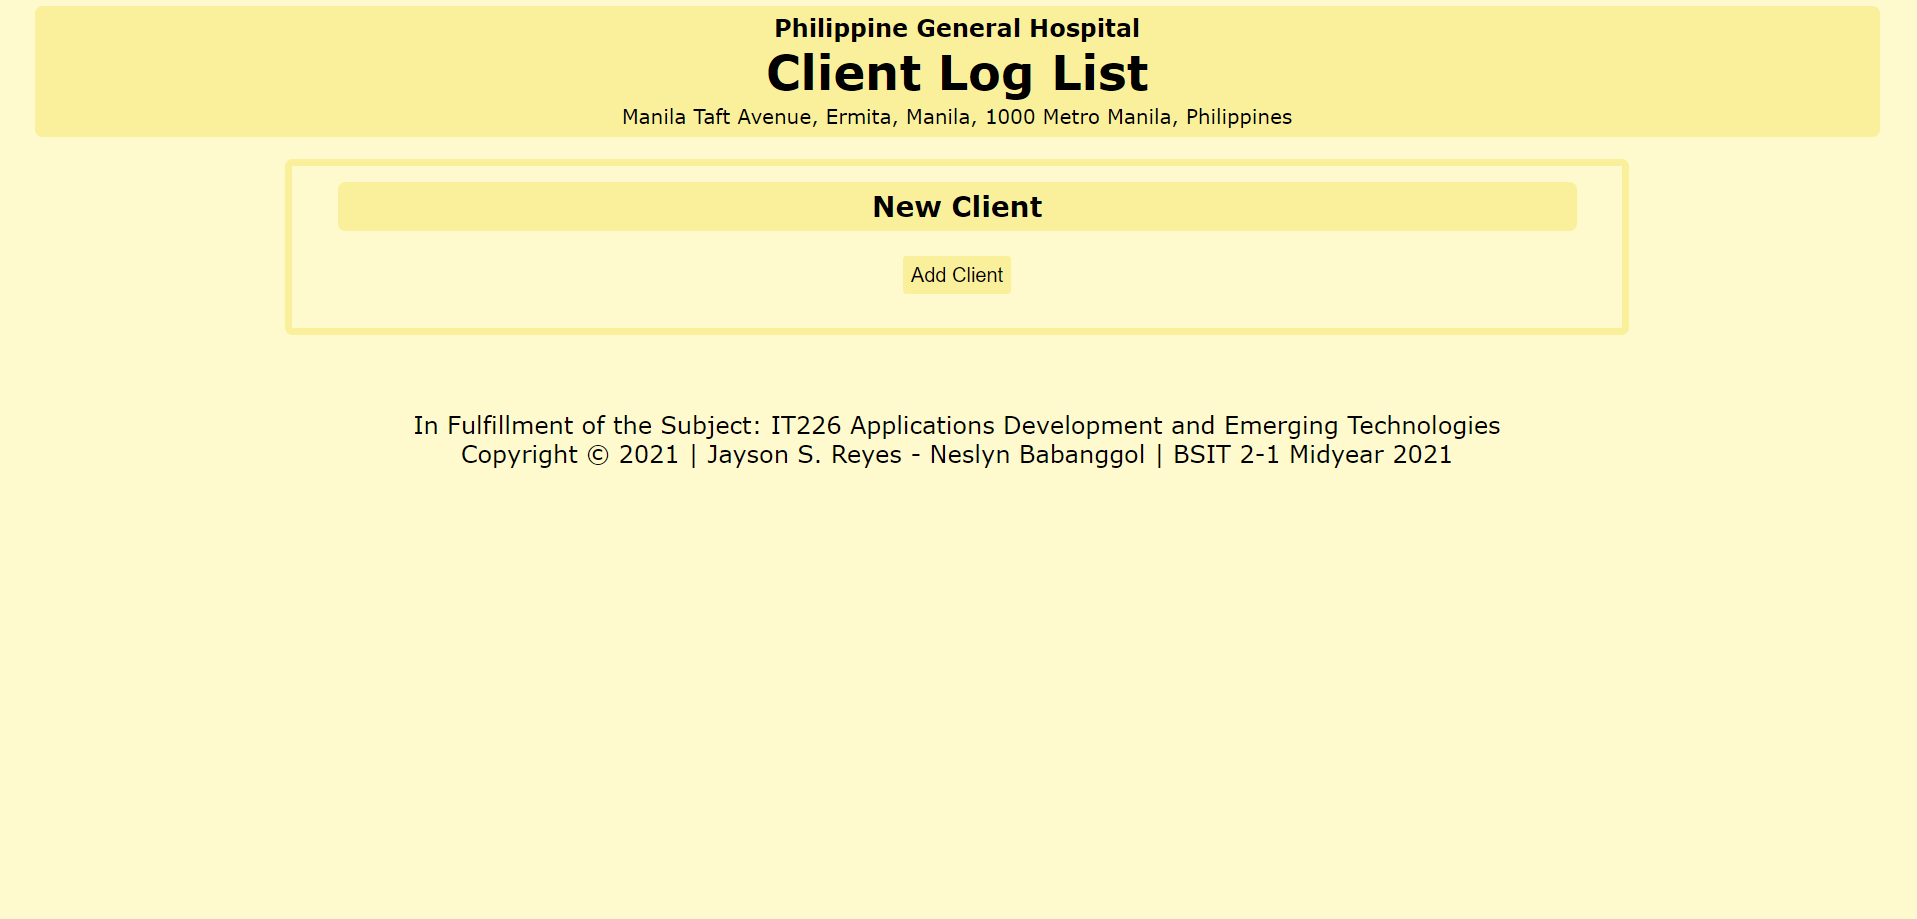 Philippine General Hospital
Client Log List
Manila Taft Avenue, Ermita, Manila, 1000 Metro Manila, Philippines
New Client
Add Client
In Fulfillment of the Subject: IT226 Applications Development and Emerging Technologies
Copyright © 2021 | Jayson S. Reyes - Neslyn Babanggol | BSIT 2-1 Midyear 2021